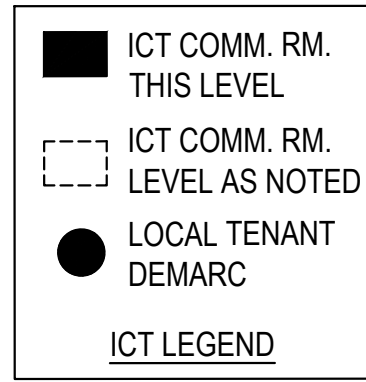 ICT COMM. RM.
THIS LEVEL
ICT COMM. RM.
LEVEL AS NOTED
LOCAL TENANT
DEMARC
ICT LEGEND